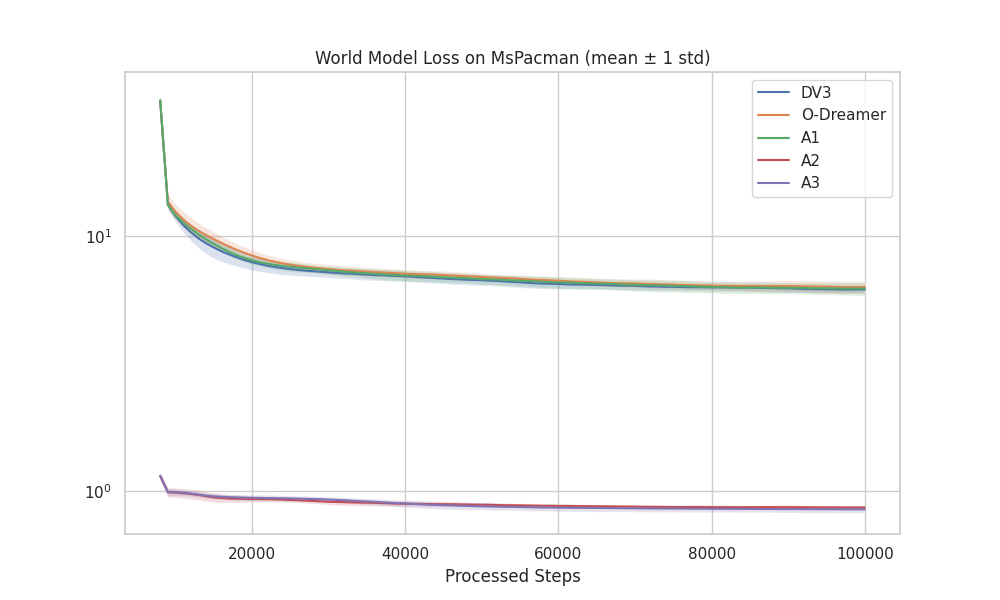 World Model Loss on MsPacman (mean ± 1 std)
DV3
O-Dreamer
A1
A2
A3
10¹
10⁰
20000 40000 60000 80000 100000
Processed Steps